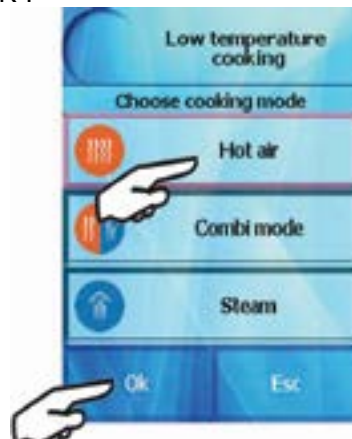 Low temperature
cooking
Choose cooking mode
Hot air
Combi mode
Steam
Ok
Esc